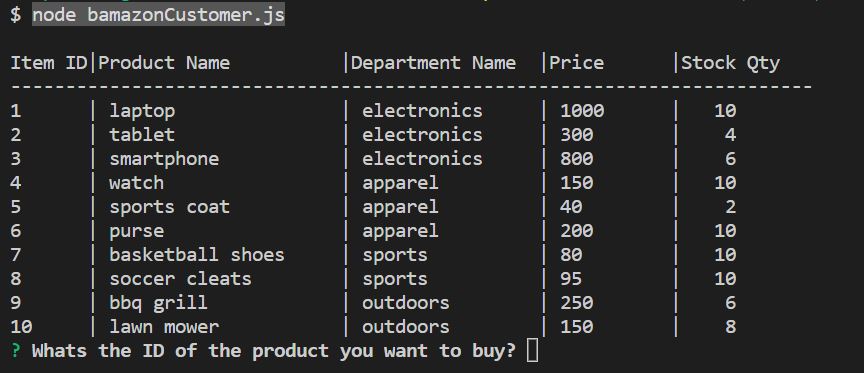 $ node bamazonCustomer.js
Item ID|Product Name          |Department Name  |Price      |Stock Qty
-------------------------------------------------------------------------
1      | laptop               | electronics     | 1000      |   10
2      | tablet               | electronics     | 300       |    4
3      | smartphone           | electronics     | 800       |    6
4      | watch                | apparel         | 150       |   10
5      | sports coat          | apparel         | 40        |    2
6      | purse                | apparel         | 200       |   10
7      | basketball shoes     | sports          | 80        |   10
8      | soccer cleats        | sports          | 95        |   10
9      | bbq grill            | outdoors        | 250       |    6
10     | lawn mower           | outdoors        | 150       |    8
? Whats the ID of the product you want to buy?